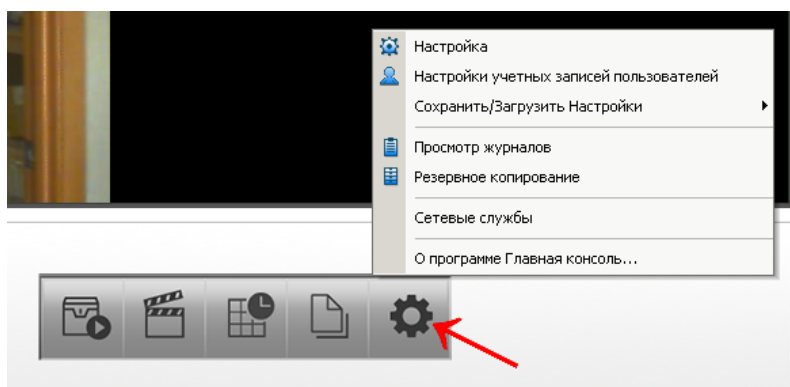 Настройка
Настройки учетных записей пользователей
Сохранить/Загрузить Настройки
Просмотр журналов
Резервное копирование
Сетевые службы
О программе Главная консоль...